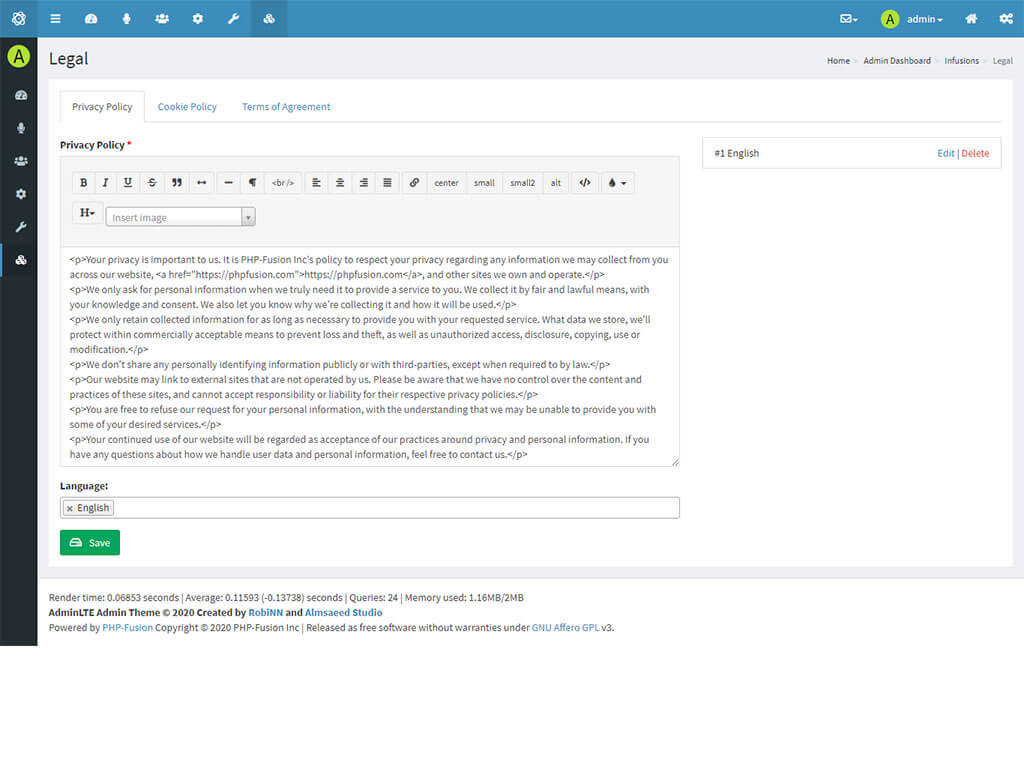 admin
A
A
Legal
Home > Admin Dashboard > Infusions > Legal
Privacy Policy
Cookie Policy
Terms of Agreement
Privacy Policy *
#1 English
Edit | Delete
B I U S <br/> center small small2 alt </>
H
Insert image
<p>Your privacy is important to us. It is PHP-Fusion Inc's policy to respect your privacy regarding any information we may collect from you
across our website, <a href="https://phpfusion.com">https://phpfusion.com</a>, and other sites we own and operate.</p>
<p>We only ask for personal information when we truly need it to provide a service to you. We collect it by fair and lawful means, with
your knowledge and consent. We also let you know why we're collecting it and how it will be used.</p>
<p>We only retain collected information for as long as necessary to provide you with your requested service. What data we store, we'll
protect within commercially acceptable means to prevent loss and theft, as well as unauthorized access, disclosure, copying, use or
modification.</p>
<p>We don't share any personally identifying information publicly or with third-parties, except when required to by law.</p>
<p>Our website may link to external sites that are not operated by us. Please be aware that we have no control over the content and
practices of these sites, and cannot accept responsibility or liability for their respective privacy policies.</p>
<p>You are free to refuse our request for your personal information, with the understanding that we may be unable to provide you with
some of your desired services.</p>
<p>Your continued use of our website will be regarded as acceptance of our practices around privacy and personal information. If you
have any questions about how we handle user data and personal information, feel free to contact us.</p>
Language:
× English
Save
Render time: 0.06853 seconds | Average: 0.11593 (-0.13738) seconds | Queries: 24 | Memory used: 1.16MB/2MB
AdminLTE Admin Theme © 2020 Created by RobiNN and Almsaeed Studio
Powered by PHP-Fusion Copyright © 2020 PHP-Fusion Inc | Released as free software without warranties under GNU Affero GPL v3.